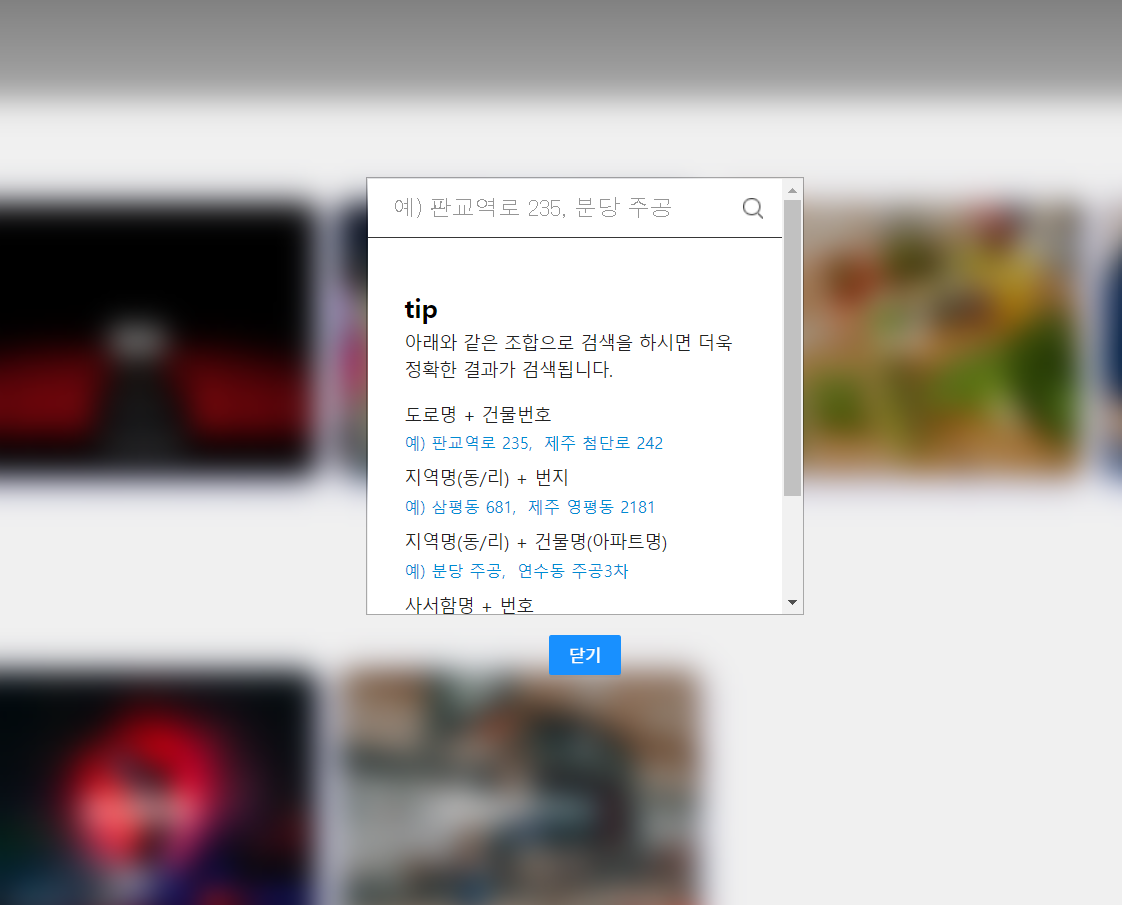 예) 판교역로 235, 분당 주공
tip
아래와 같은 조합으로 검색을 하시면 더욱
정확한 결과가 검색됩니다.
도로명 + 건물번호
예) 판교역로 235, 제주 첨단로 242
지역명(동/리) + 번지
예) 삼평동 681, 제주 영평동 2181
지역명(동/리) + 건물명(아파트명)
예) 분당 주공, 연수동 주공3차
사서함명 + 번호
닫기